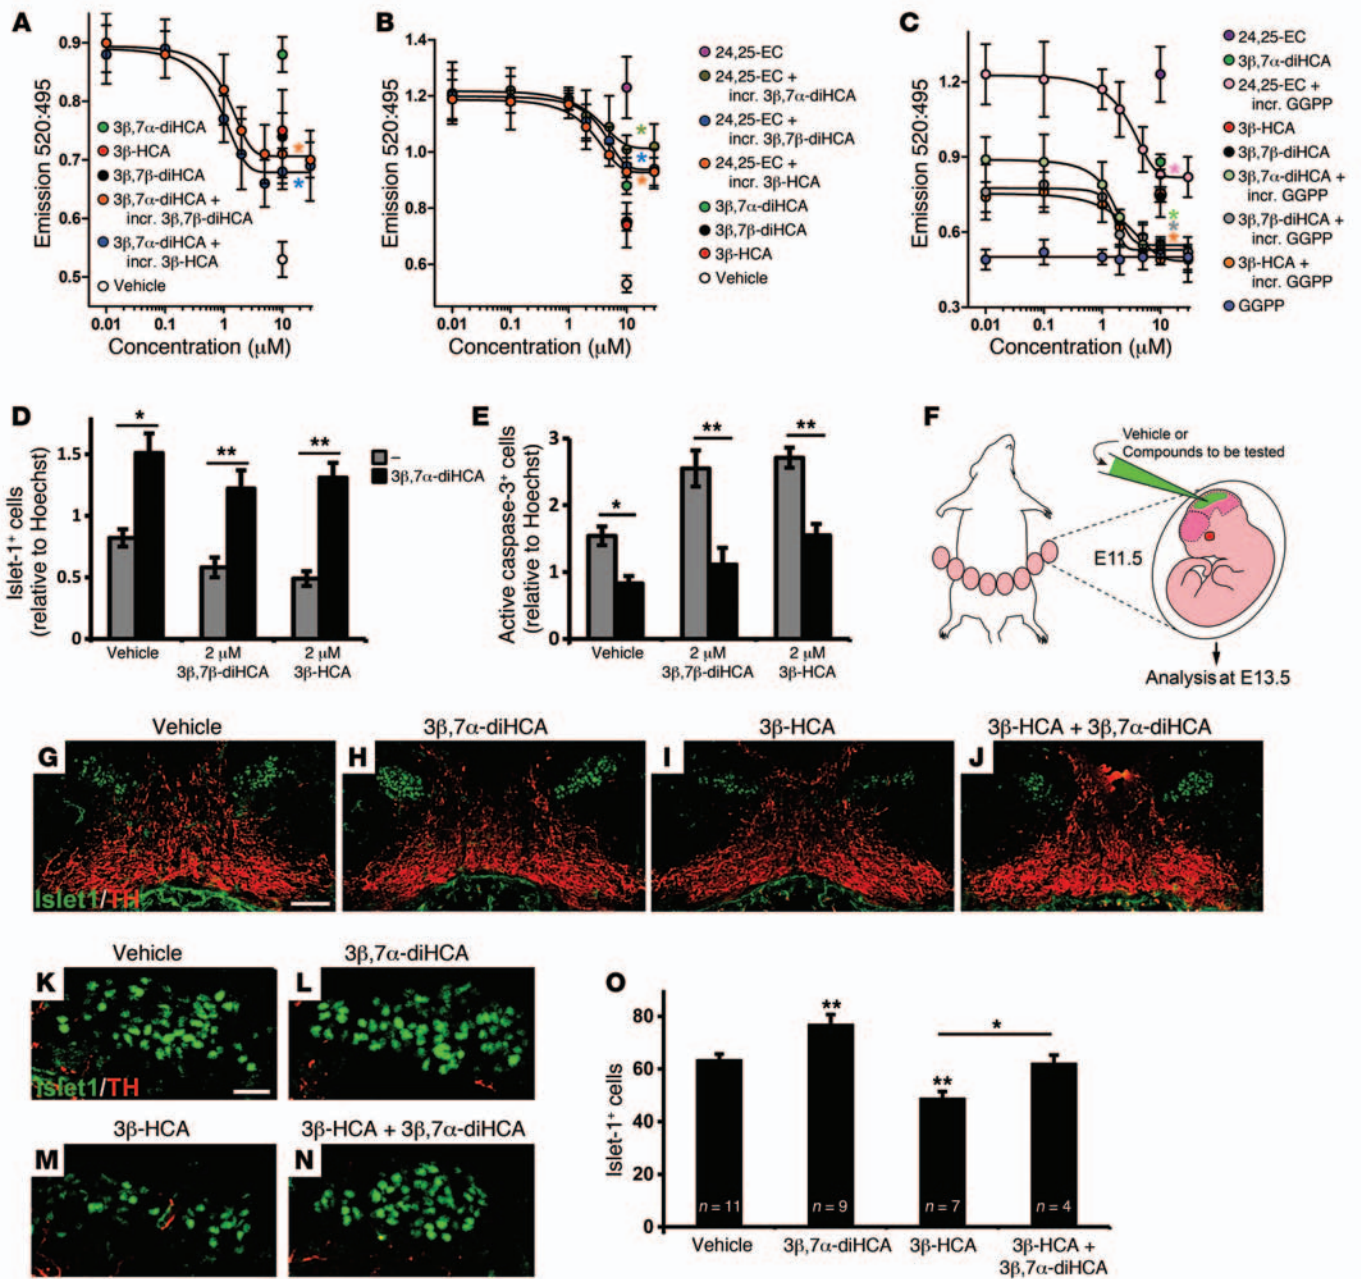 A
Emission 520:495
0.9
0.8
0.7
0.6
0.5
0.01
0.1
1
10
Concentration (μM)
3β,7α-diHCA
3β-HCA
3β,7β-diHCA
3β,7α-diHCA +
incr. 3β,7β-diHCA
3β,7α-diHCA +
incr. 3β-HCA
Vehicle
*
*
B
Emission 520:495
1.4
1.2
1.0
0.8
0.6
0.01
0.1
1
10
Concentration (μM)
*
*
*
24,25-EC
24,25-EC +
incr. 3β,7α-diHCA
24,25-EC +
incr. 3β,7β-diHCA
24,25-EC +
incr. 3β-HCA
3β,7α-diHCA
3β,7β-diHCA
3β-HCA
Vehicle
C
Emission 520:495
1.2
0.9
0.6
0.3
0.01
0.1
1
10
Concentration (μM)
*
*
*
*
24,25-EC
3β,7α-diHCA
24,25-EC +
incr. GGPP
3β-HCA
3β,7β-diHCA
3β,7α-diHCA +
incr. GGPP
3β,7β-diHCA +
incr. GGPP
3β-HCA +
incr. GGPP
GGPP
D
Islet-1+ cells
(relative to Hoechst)
1.5
1
0.5
0
*
**
**
–
3β,7α-diHCA
Vehicle
2 μM
3β,7β-diHCA
2 μM
3β-HCA
E
Active caspase-3+ cells
(relative to Hoechst)
3
2
1
0
*
**
**
Vehicle
2 μM
3β,7β-diHCA
2 μM
3β-HCA
F
Vehicle or
Compounds to be tested
E11.5
Analysis at E13.5
Vehicle
3β,7α-diHCA
3β-HCA
3β-HCA + 3β,7α-diHCA
G
H
I
J
Islet1/TH
Vehicle
3β,7α-diHCA
K
L
Islet1/TH
3β-HCA
3β-HCA + 3β,7α-diHCA
M
N
O
Islet-1+ cells
80
60
40
20
0
**
**
*
n = 11
n = 9
n = 7
n = 4
Vehicle
3β,7α-diHCA
3β-HCA
3β-HCA +
3β,7α-diHCA